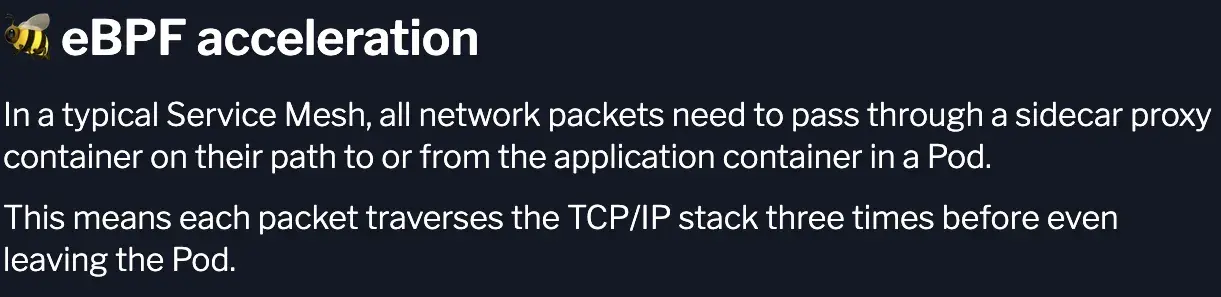 🐝 eBPF acceleration
In a typical Service Mesh, all network packets need to pass through a sidecar proxy
container on their path to or from the application container in a Pod.
This means each packet traverses the TCP/IP stack three times before even
leaving the Pod.